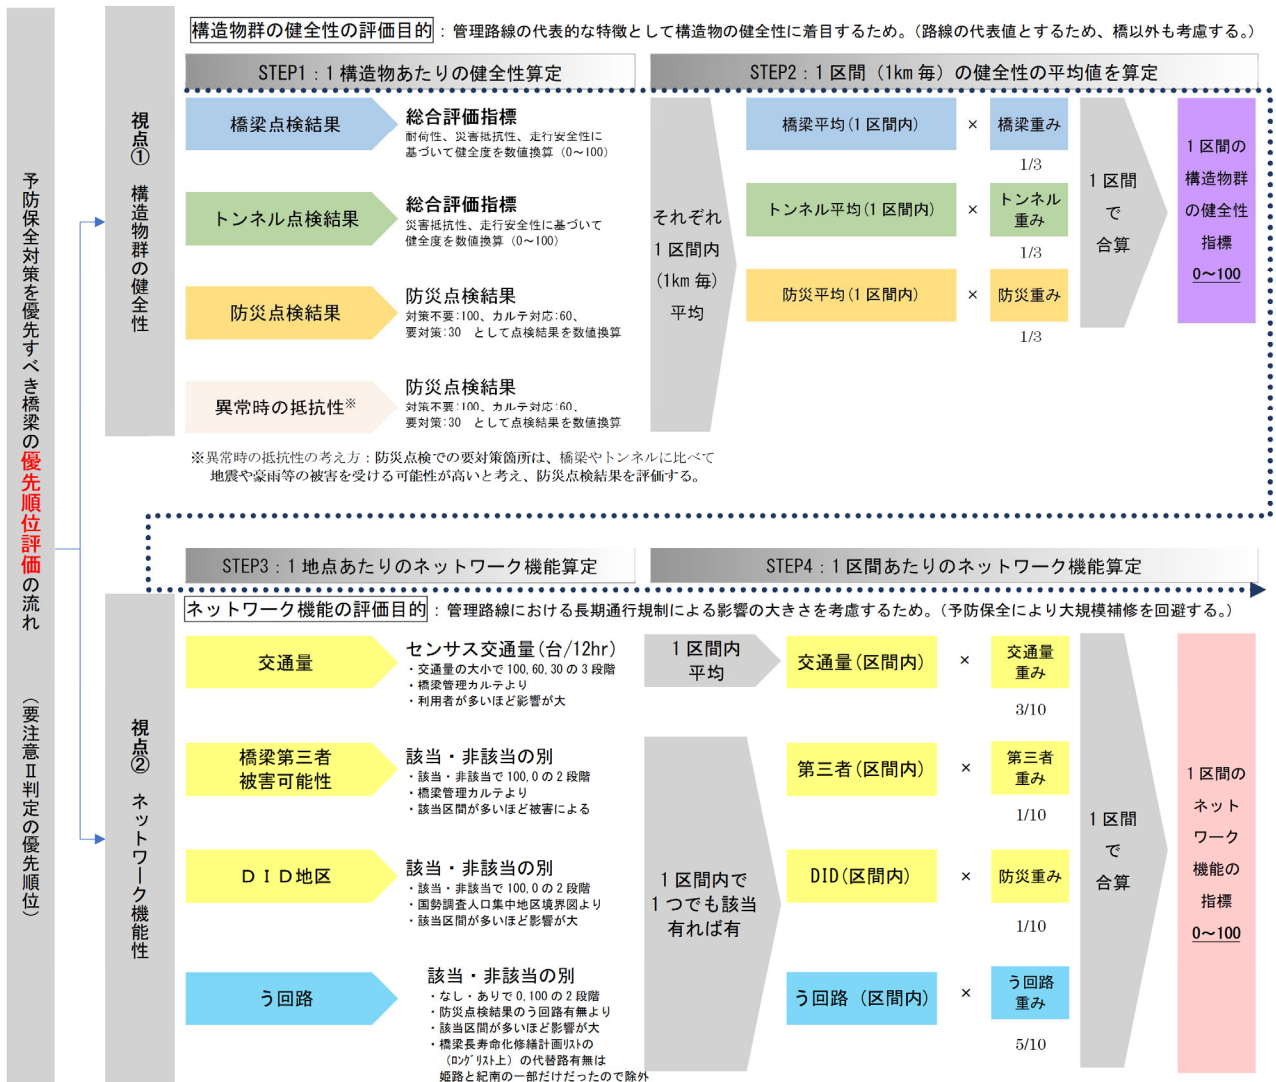 予防保全対策を優先すべき橋梁の優先順位評価の流れ
（要注意Ⅱ判定の優先順位）
構造物群の健全性の評価目的：管理路線の代表的な特徴として構造物の健全性に着目するため。（路線の代表値とするため、橋以外も考慮する。）
STEP1：1構造物あたりの健全性算定
STEP2：1区間（1km毎）の健全性の平均値を算定
視点① 構造物群の健全性
橋梁点検結果
総合評価指標
耐荷性、災害抵抗性、走行安全性に
基づいて健全度を数値換算（0～100）
トンネル点検結果
総合評価指標
災害抵抗性、走行安全性に基づいて
健全度を数値換算（0～100）
防災点検結果
防災点検結果
対策不要:100、カルテ対応:60、
要対策:30 として点検結果を数値換算
異常時の抵抗性※
防災点検結果
対策不要:100、カルテ対応:60、
要対策:30 として点検結果を数値換算
それぞれ
1区間内
(1km毎)
平均
橋梁平均(1区間内)
×
橋梁重み
1/3
トンネル平均(1区間内)
×
トンネル
重み
1/3
防災平均(1区間内)
×
防災重み
1/3
1区間
で
合算
1区間の
構造物群
の健全性
指標
0～100
※異常時の抵抗性の考え方：防災点検での要対策箇所は、橋梁やトンネルに比べて
地震や豪雨等の被害を受ける可能性が高いと考え、防災点検結果を評価する。
STEP3：1地点あたりのネットワーク機能算定
STEP4：1区間あたりのネットワーク機能算定
ネットワーク機能の評価目的：管理路線における長期通行規制による影響の大きさを考慮するため。（予防保全により大規模補修を回避する。）
視点② ネットワーク機能性
交通量
センサス交通量(台/12hr)
・交通量の大小で100,60,30の3段階
・橋梁管理カルテより
・利用者が多いほど影響が大
1区間内
平均
交通量(区間内)
×
交通量
重み
3/10
橋梁第三者
被害可能性
該当・非該当の別
・該当・非該当で100,0の2段階
・橋梁管理カルテより
・該当区間が多いほど被害による
第三者(区間内)
×
第三者
重み
1/10
ＤＩＤ地区
該当・非該当の別
・該当・非該当で100,0の2段階
・国勢調査人口集中地区境界図より
・該当区間が多いほど影響が大
1区間内で
1つでも該当
有れば有
DID(区間内)
×
防災重み
1/10
う回路
該当・非該当の別
・なし・ありで0,100の2段階
・防災点検結果のう回路有無より
・該当区間が多いほど影響が大
・橋梁長寿命化修繕計画ﾘｽﾄの
（ﾛﾝｸﾞﾘｽﾄ上）の代替路有無は
姫路と紀南の一部だけだったので除外
う回路（区間内）
×
う回路
重み
5/10
1区間
で
合算
1区間の
ネット
ワーク
機能の
指標
0～100